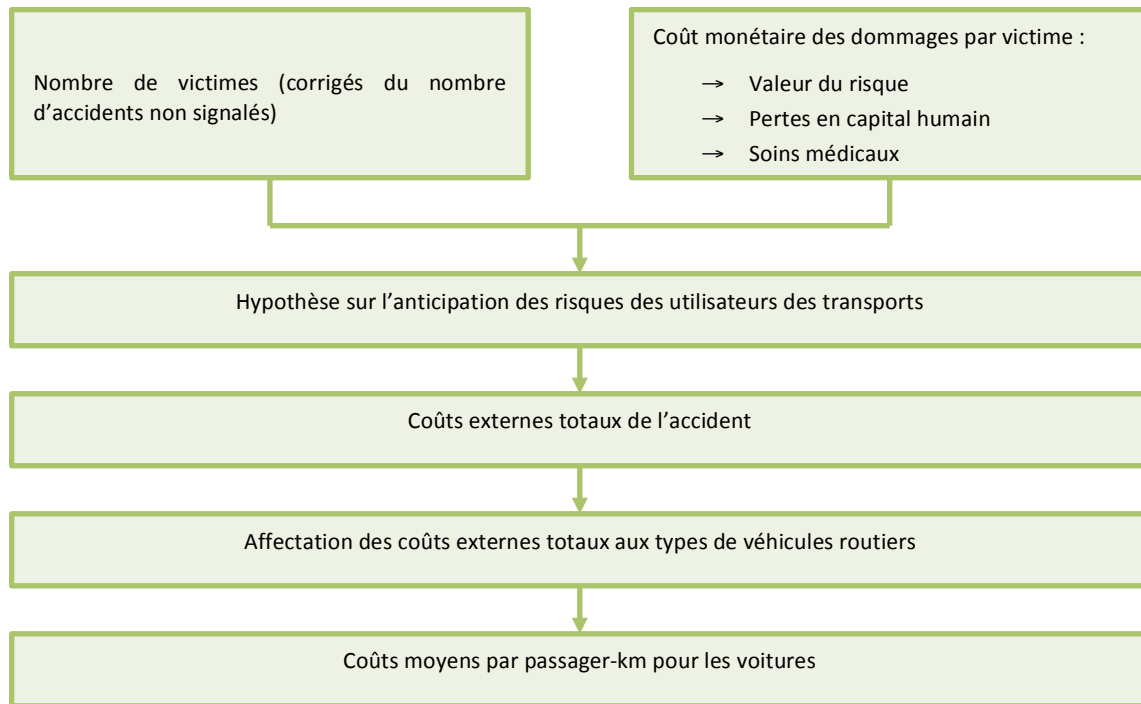 Nombre de victimes (corrigés du nombre
d’accidents non signalés)
Coût monétaire des dommages par victime :
→ Valeur du risque
→ Pertes en capital humain
→ Soins médicaux
Hypothèse sur l’anticipation des risques des utilisateurs des transports
Coûts externes totaux de l’accident
Affectation des coûts externes totaux aux types de véhicules routiers
Coûts moyens par passager-km pour les voitures